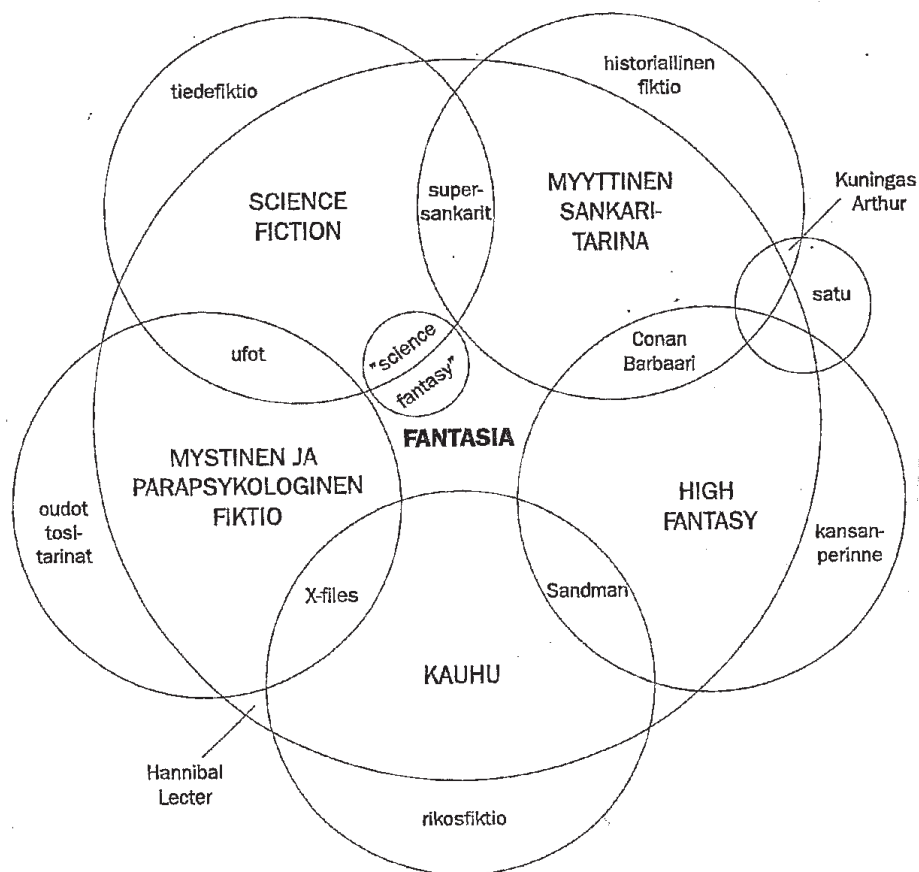 tiedefiktio
historiallinen
fiktio
SCIENCE
FICTION
super-
sankarit
MYYTTINEN
SANKARI-
TARINA
Kuningas
Arthur
satu
ufot
"science
fantasy"
Conan
Barbaari
FANTASIA
MYSTINEN JA
PARAPSYKOLOGINEN
FIKTIO
HIGH
FANTASY
oudot
tosi-
tarinat
kansan-
perinne
X-files
Sandman
KAUHU
Hannibal
Lecter
rikosfiktio